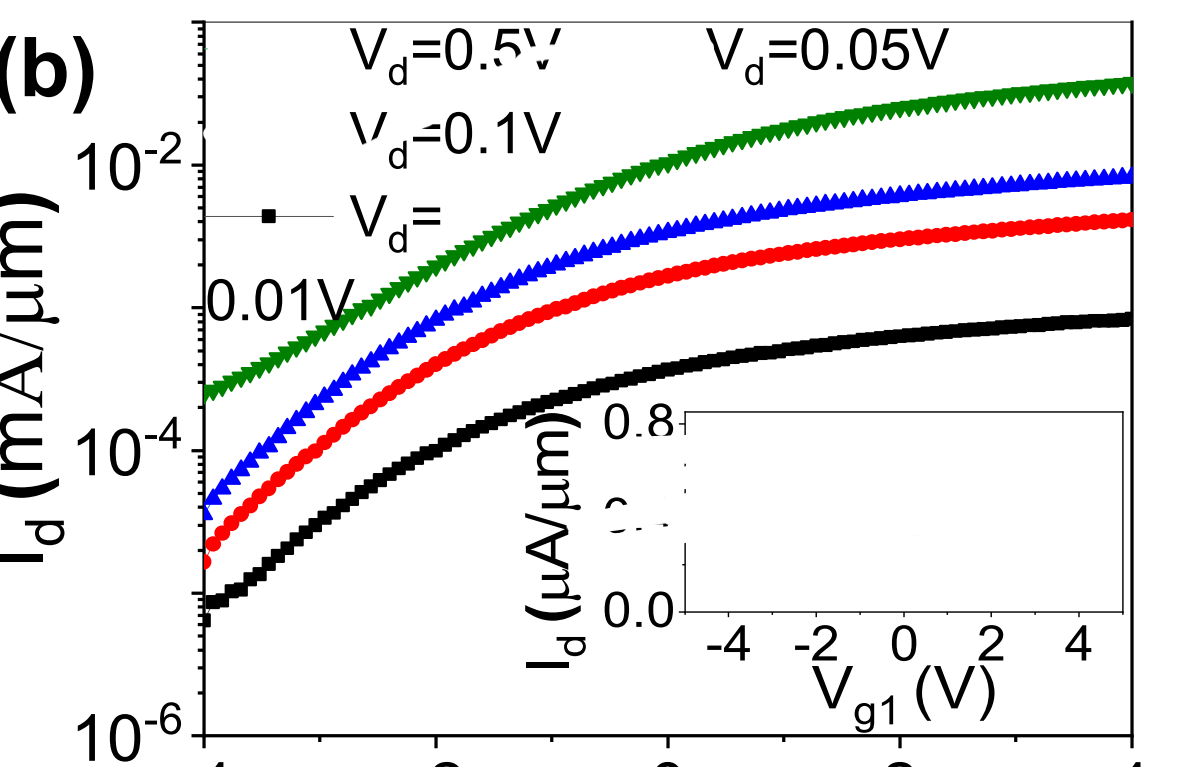 (b)
V_d=0.5V V_d=0.05V
V_d=0.1V
V_d=
0.01V
10^-2
10^-4
10^-6
I_d (mA/μm)
I_d (μA/μm)
0.8
0.0
-4 -2 0 2 4
V_g1 (V)